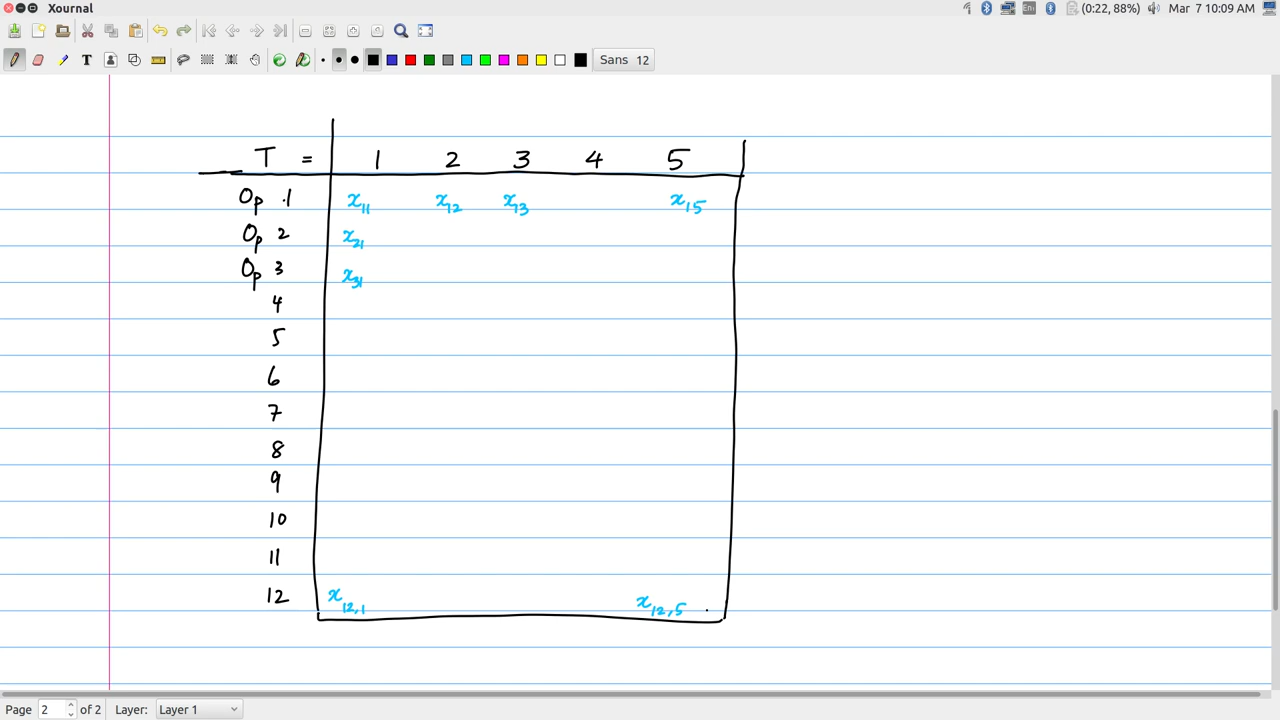 Xournal (0:22, 88%) Mar 7 10:09 AM
Sans 12
T = 1 2 3 4 5
Op .1 x11 x12 x13 x15
Op 2 x21
Op 3 x31
4
5
6
7
8
9
10
11
12 x12,1 x12,5
Page 2 of 2 Layer: Layer 1